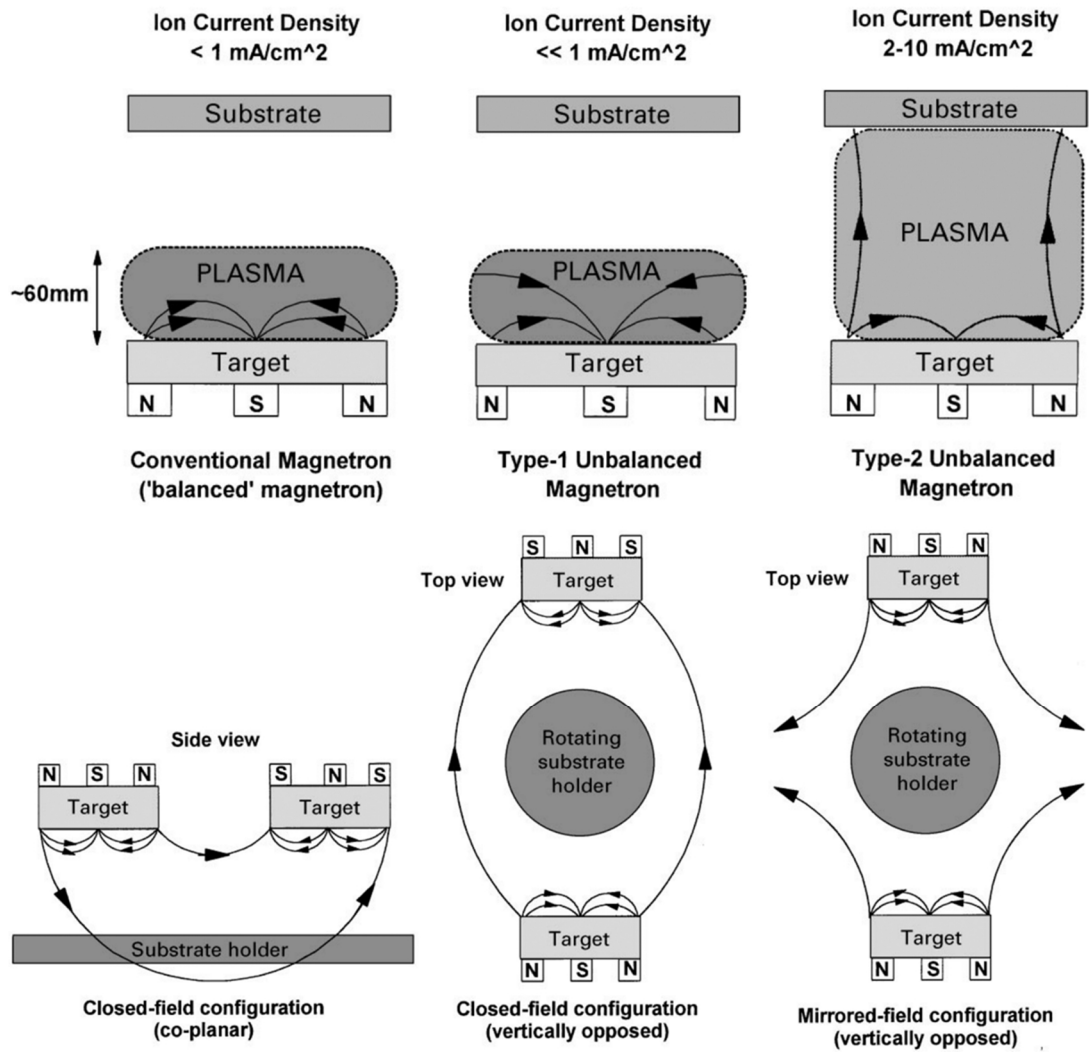 Ion Current Density
< 1 mA/cm^2
Ion Current Density
<< 1 mA/cm^2
Ion Current Density
2-10 mA/cm^2
Substrate
Substrate
Substrate
~60mm
PLASMA
PLASMA
PLASMA
Target
Target
Target
N S N
N S N
N S N
Conventional Magnetron
('balanced' magnetron)
Type-1 Unbalanced
Magnetron
Type-2 Unbalanced
Magnetron
Side view
N S N
S N S
Target
Target
Substrate holder
Closed-field configuration
(co-planar)
Top view
S N S
Target
Rotating
substrate
holder
Target
N S N
Closed-field configuration
(vertically opposed)
Top view
N S N
Target
Rotating
substrate
holder
Target
N S N
Mirrored-field configuration
(vertically opposed)